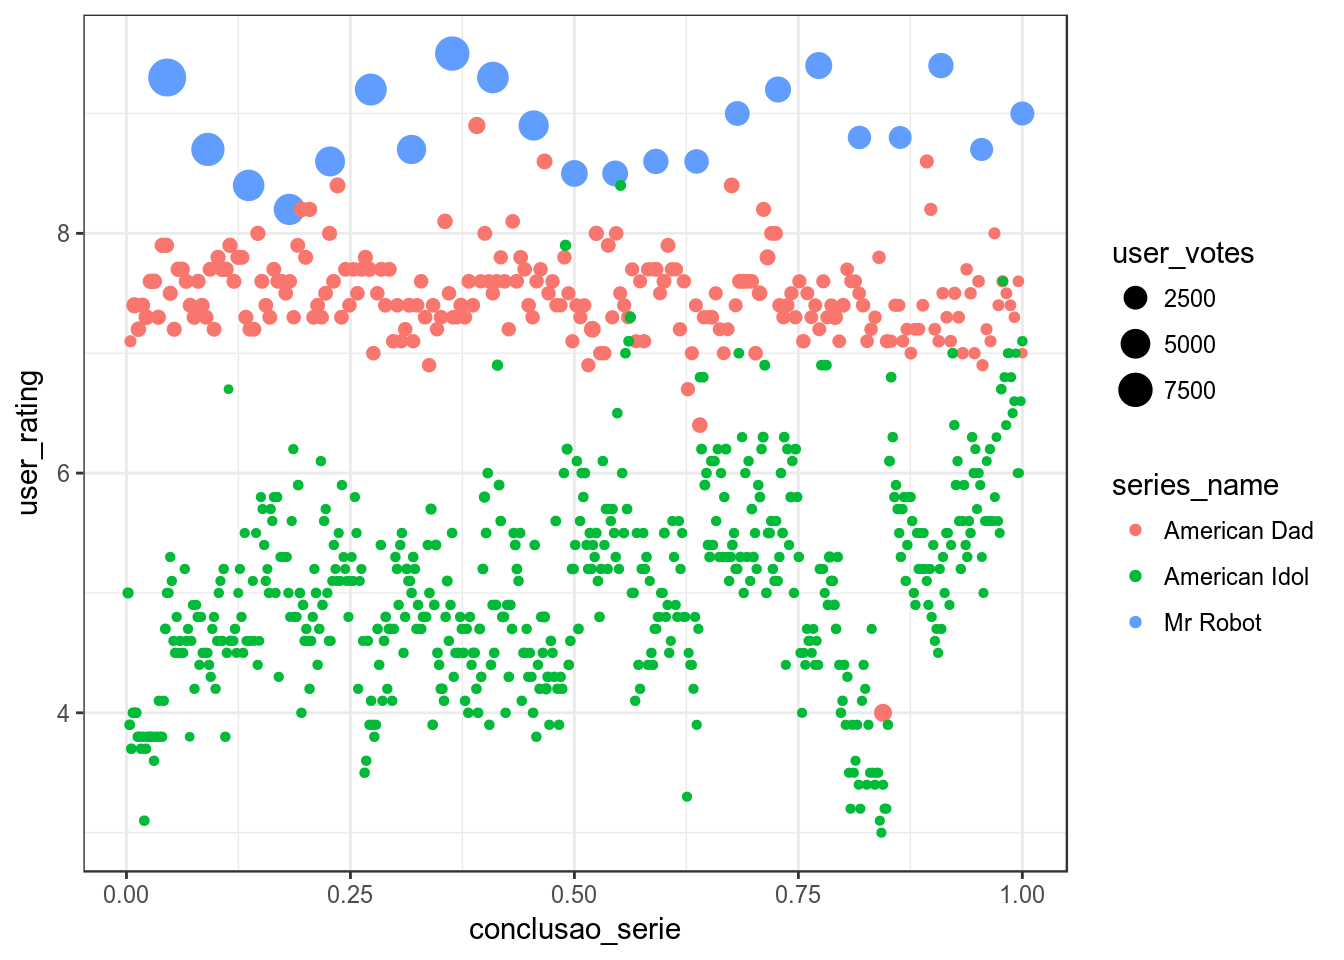 8
6
4
user_rating
0.00 0.25 0.50 0.75 1.00
conclusao_serie
user_votes
2500
5000
7500
series_name
American Dad
American Idol
Mr Robot